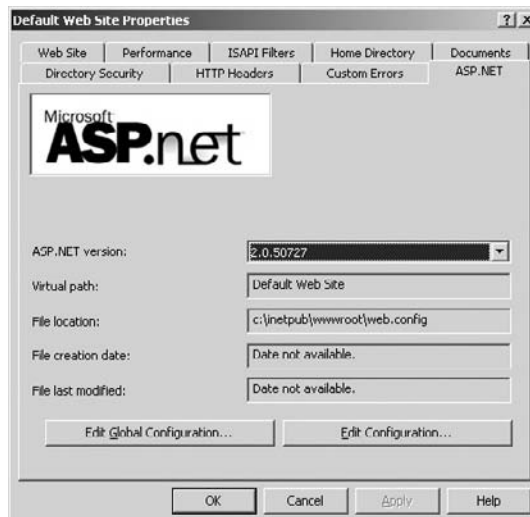 Default Web Site Properties ? x
Web Site Performance ISAPI Filters Home Directory Documents
Directory Security HTTP Headers Custom Errors ASP.NET
Microsoft
ASP.net
ASP.NET version: 2.0.50727
Virtual path: Default Web Site
File location: c:\inetpub\wwwroot\web.config
File creation date: Date not available.
File last modified: Date not available.
Edit Global Configuration... Edit Configuration...
OK Cancel Apply Help